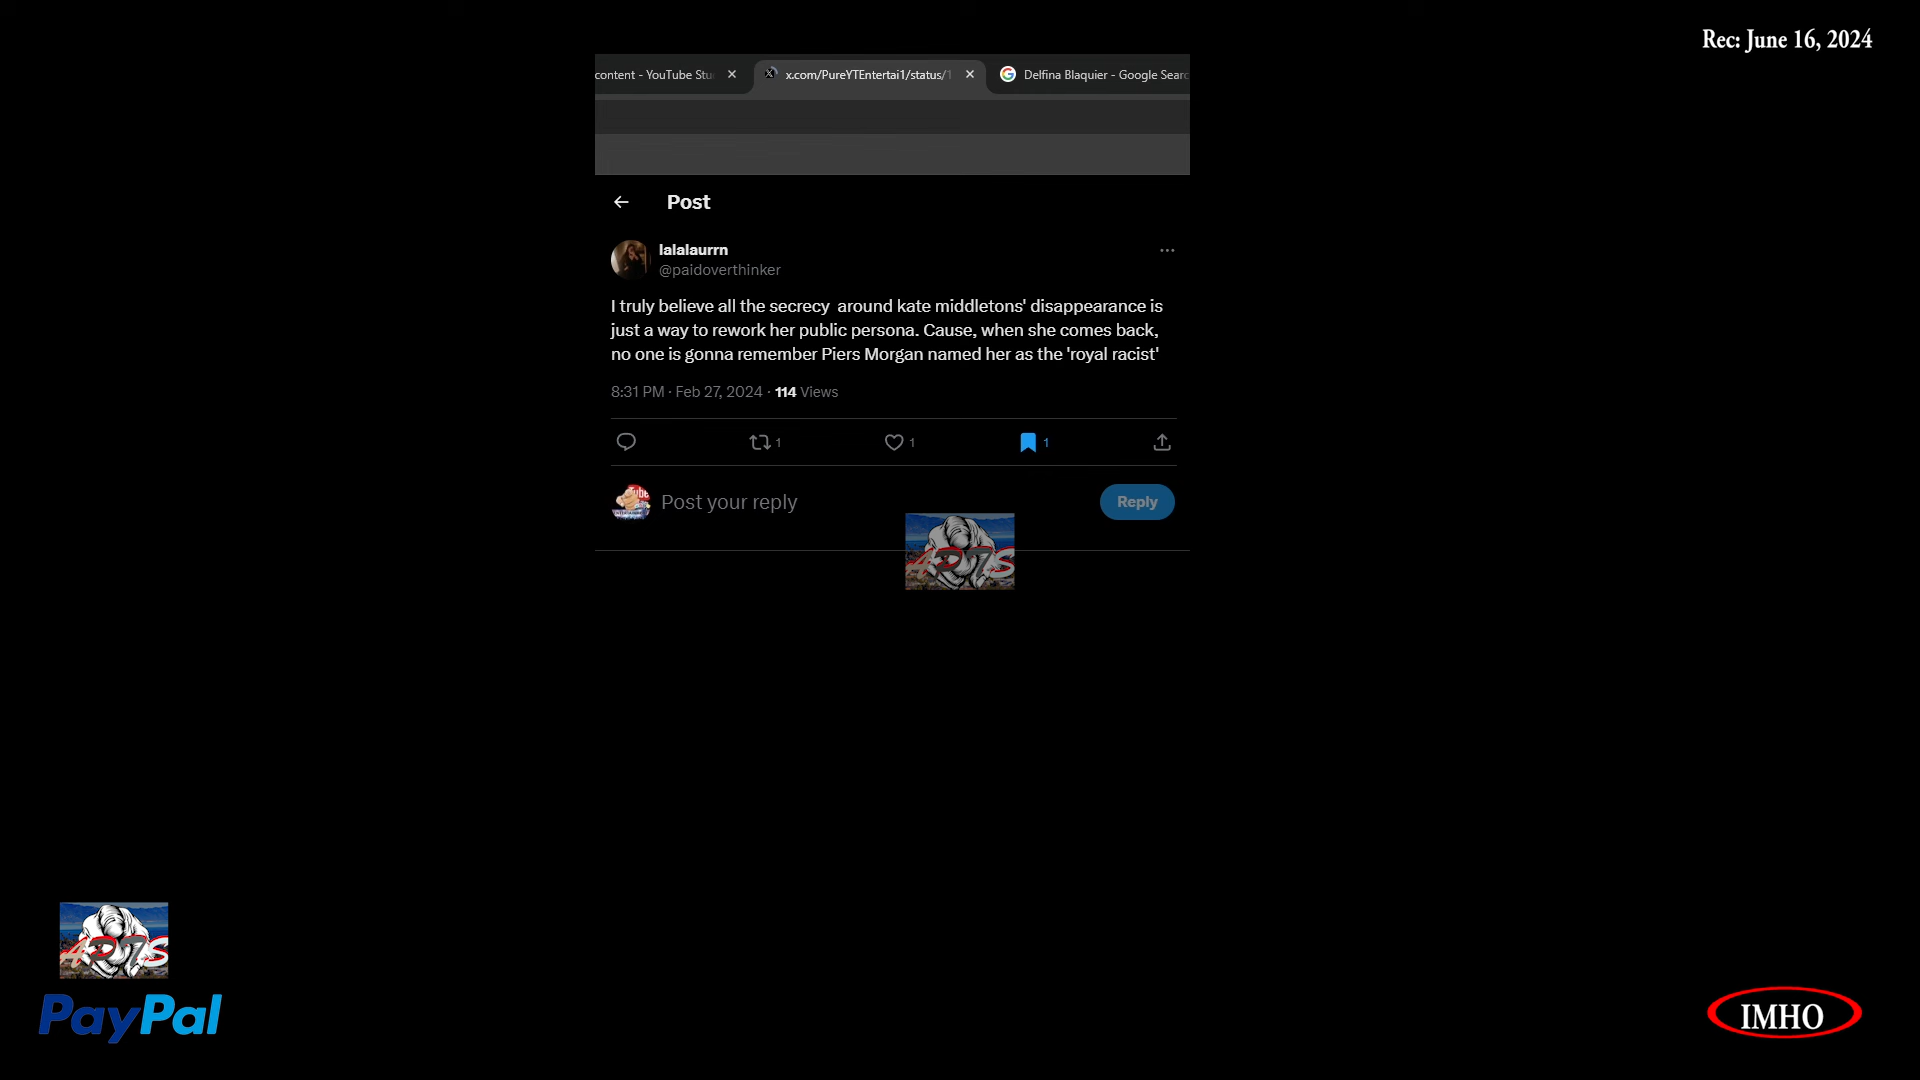 Rec: June 16, 2024
content - YouTube Stu
x.com/PureYTEntertai1/status/1
Delfina Blaquier - Google Searc
Post
lalalaurrn
@paidoverthinker
I truly believe all the secrecy  around kate middletons' disappearance is
just a way to rework her public persona. Cause, when she comes back,
no one is gonna remember Piers Morgan named her as the 'royal racist'
8:31 PM · Feb 27, 2024 · 114 Views
1 1 1
Post your reply
Reply
PayPal
IMHO